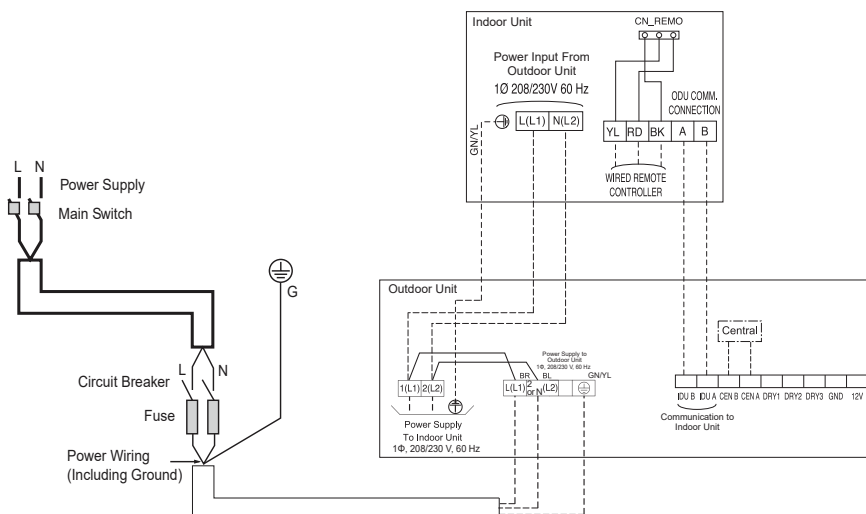 Indoor Unit
CN_REMO
Power Input From
Outdoor Unit
1Ø 208/230V 60 Hz
ODU COMM.
CONNECTION
GN/YL
L(L1) N(L2)
YL RD BK A B
WIRED REMOTE
CONTROLLER
L N
Power Supply
Main Switch
G
Outdoor Unit
Central
Power Supply to
Outdoor Unit
1Φ, 208/230 V, 60 Hz
BR BL GN/YL
L N
Circuit Breaker
1(L1) 2(L2)
L(L1) 2 or N (L2)
IDU B IDU A CEN B CEN A DRY1 DRY2 DRY3 GND 12V
Fuse
Power Supply
To Indoor Unit
1Φ, 208/230 V, 60 Hz
Communication to
Indoor Unit
Power Wiring
(Including Ground)